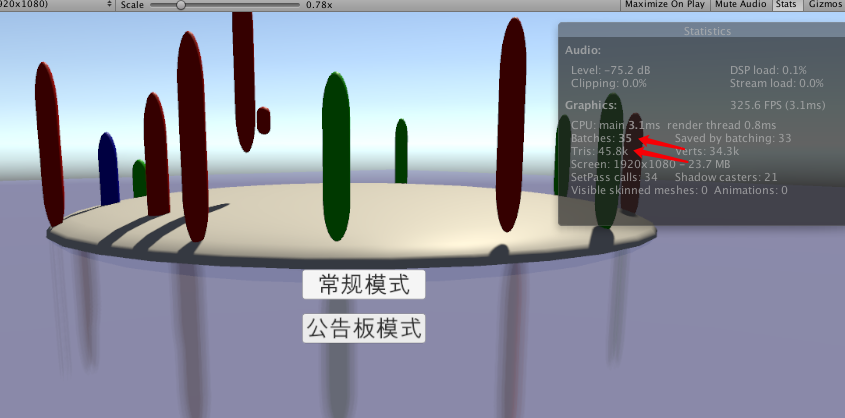 920x1080) Scale 0.78x Maximize On Play Mute Audio Stats Gizmos
Statistics
Audio:
Level: -75.2 dB DSP load: 0.1%
Clipping: 0.0% Stream load: 0.0%
Graphics: 325.6 FPS (3.1ms)
CPU: main 3.1ms render thread 0.8ms
Batches: 35 Saved by batching: 33
Tris: 45.8k Verts: 34.3k
Screen: 1920x1080 - 23.7 MB
SetPass calls: 34 Shadow casters: 21
Visible skinned meshes: 0 Animations: 0
常规模式
公告板模式